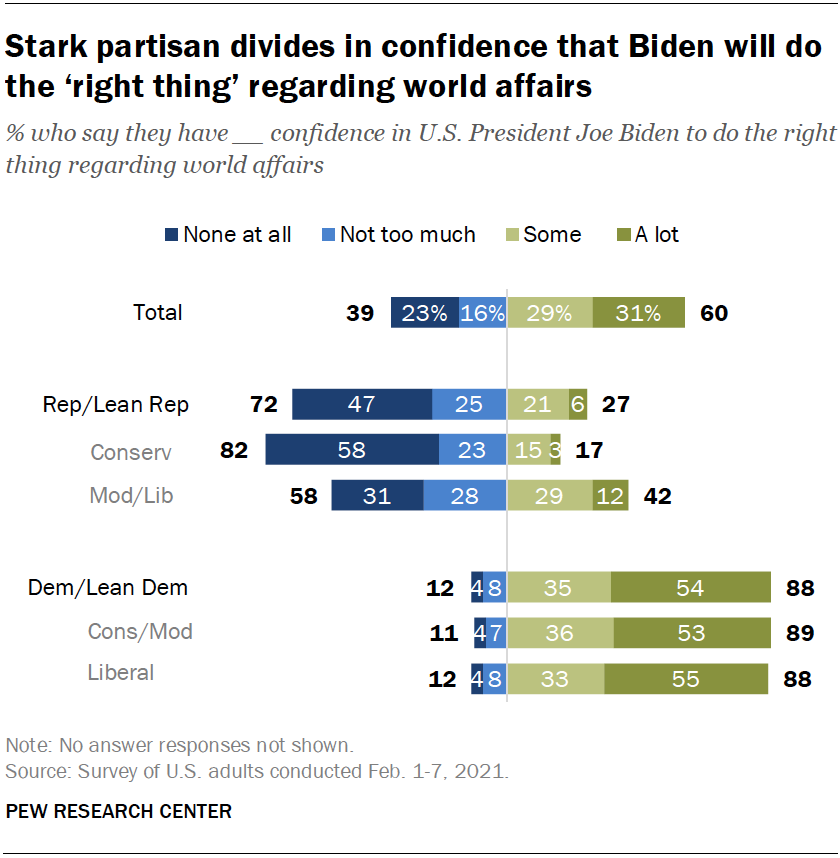 Stark partisan divides in confidence that Biden will do
the ‘right thing’ regarding world affairs
% who say they have __ confidence in U.S. President Joe Biden to do the right
thing regarding world affairs
None at all Not too much Some A lot
Total 39 23% 16% 29% 31% 60
Rep/Lean Rep 72 47 25 21 6 27
Conserv 82 58 23 15 3 17
Mod/Lib 58 31 28 29 12 42
Dem/Lean Dem 12 4 8 35 54 88
Cons/Mod 11 4 7 36 53 89
Liberal 12 4 8 33 55 88
Note: No answer responses not shown.
Source: Survey of U.S. adults conducted Feb. 1-7, 2021.
PEW RESEARCH CENTER